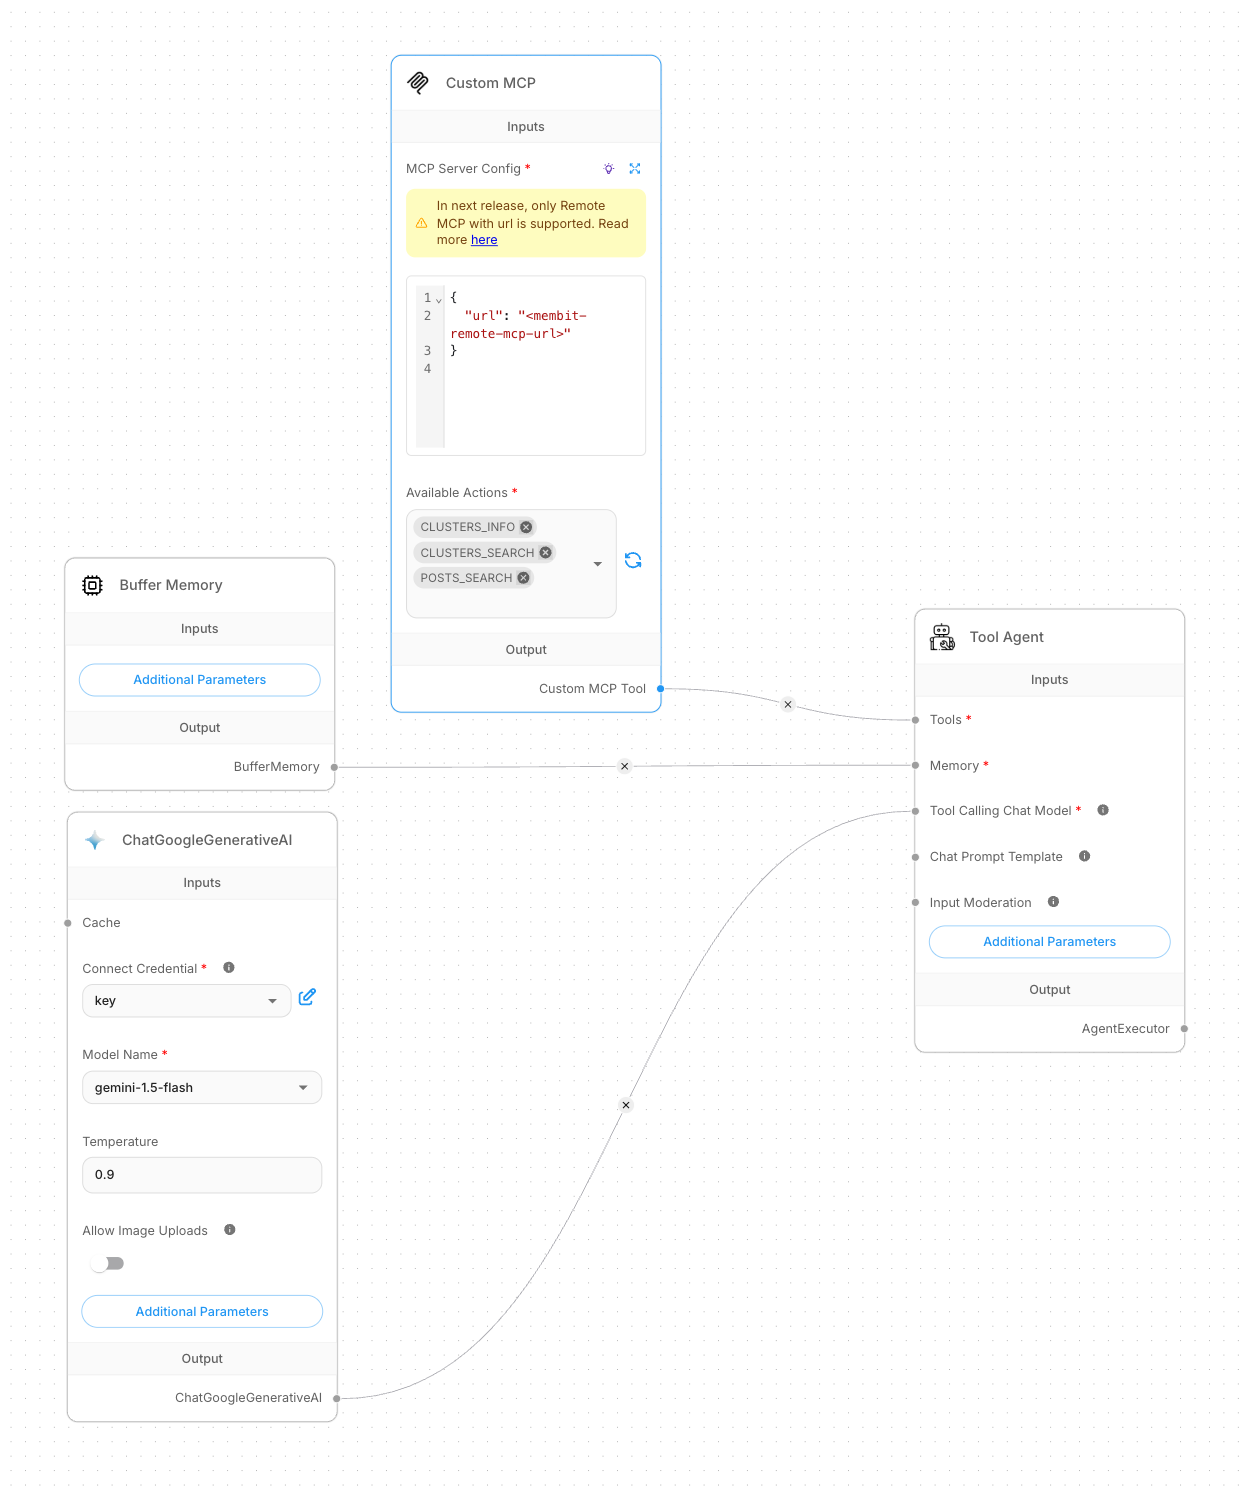 Custom MCP
Inputs
MCP Server Config *
In next release, only Remote
MCP with url is supported. Read
more here
1 {
2 "url": "<membit-
remote-mcp-url>"
3 }
4
Available Actions *
CLUSTERS_INFO
CLUSTERS_SEARCH
POSTS_SEARCH
Output
Custom MCP Tool
Buffer Memory
Inputs
Additional Parameters
Output
BufferMemory
ChatGoogleGenerativeAI
Inputs
Cache
Connect Credential *
key
Model Name *
gemini-1.5-flash
Temperature
0.9
Allow Image Uploads
Additional Parameters
Output
ChatGoogleGenerativeAI
Tool Agent
Inputs
Tools *
Memory *
Tool Calling Chat Model *
Chat Prompt Template
Input Moderation
Additional Parameters
Output
AgentExecutor